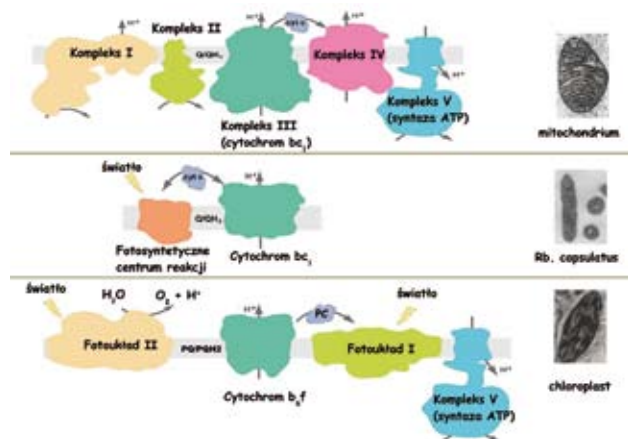 H⁺
Kompleks I
Kompleks II
Q/QH₂
H⁺
cyt c
Kompleks III
(cytochrom bc₁)
H⁺
Kompleks IV
H⁺
Kompleks V
(syntaza ATP)
mitochondrium
światło
Fotosyntetyczne
centrum reakcji
cyt c
Q/QH₂
H⁺
Cytochrom bc₁
Rb. capsulatus
światło
H₂O
O₂ + H⁺
Fotoukład II
PQ/PQH2
H⁺
Cytochrom b₆f
PC
światło
Fotoukład I
H⁺
Kompleks V
(syntaza ATP)
chloroplast